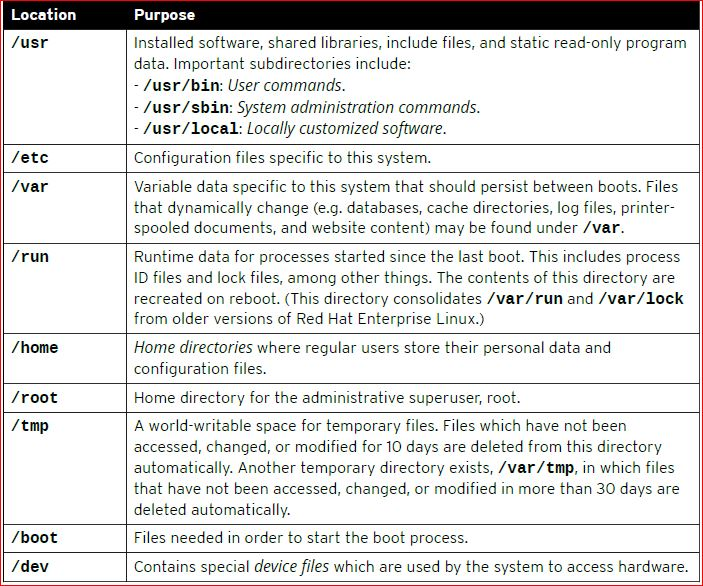 Location Purpose
/usr Installed software, shared libraries, include files, and static read-only program
data. Important subdirectories include:
- /usr/bin: User commands.
- /usr/sbin: System administration commands.
- /usr/local: Locally customized software.
/etc Configuration files specific to this system.
/var Variable data specific to this system that should persist between boots. Files
that dynamically change (e.g. databases, cache directories, log files, printer-
spooled documents, and website content) may be found under /var.
/run Runtime data for processes started since the last boot. This includes process
ID files and lock files, among other things. The contents of this directory are
recreated on reboot. (This directory consolidates /var/run and /var/lock
from older versions of Red Hat Enterprise Linux.)
/home Home directories where regular users store their personal data and
configuration files.
/root Home directory for the administrative superuser, root.
/tmp A world-writable space for temporary files. Files which have not been
accessed, changed, or modified for 10 days are deleted from this directory
automatically. Another temporary directory exists, /var/tmp, in which files
that have not been accessed, changed, or modified in more than 30 days are
deleted automatically.
/boot Files needed in order to start the boot process.
/dev Contains special device files which are used by the system to access hardware.